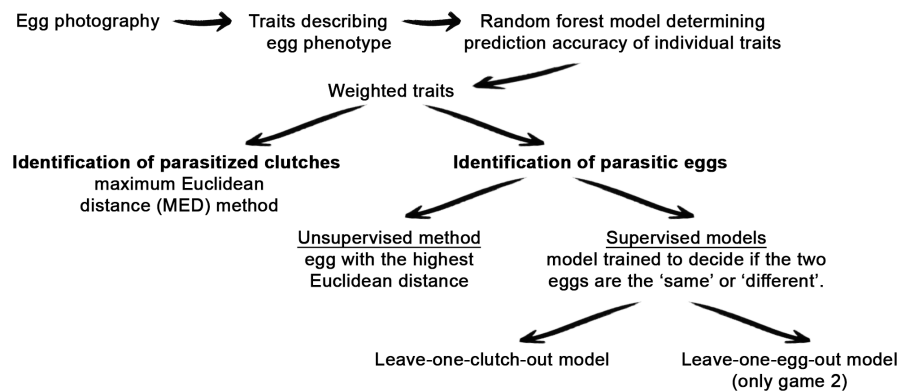 Egg photography
Traits describing
egg phenotype
Random forest model determining
prediction accuracy of individual traits
Weighted traits
Identification of parasitized clutches
maximum Euclidean
distance (MED) method
Identification of parasitic eggs
Unsupervised method
egg with the highest
Euclidean distance
Supervised models
model trained to decide if the two
eggs are the ‘same’ or ‘different’.
Leave-one-clutch-out model
Leave-one-egg-out model
(only game 2)